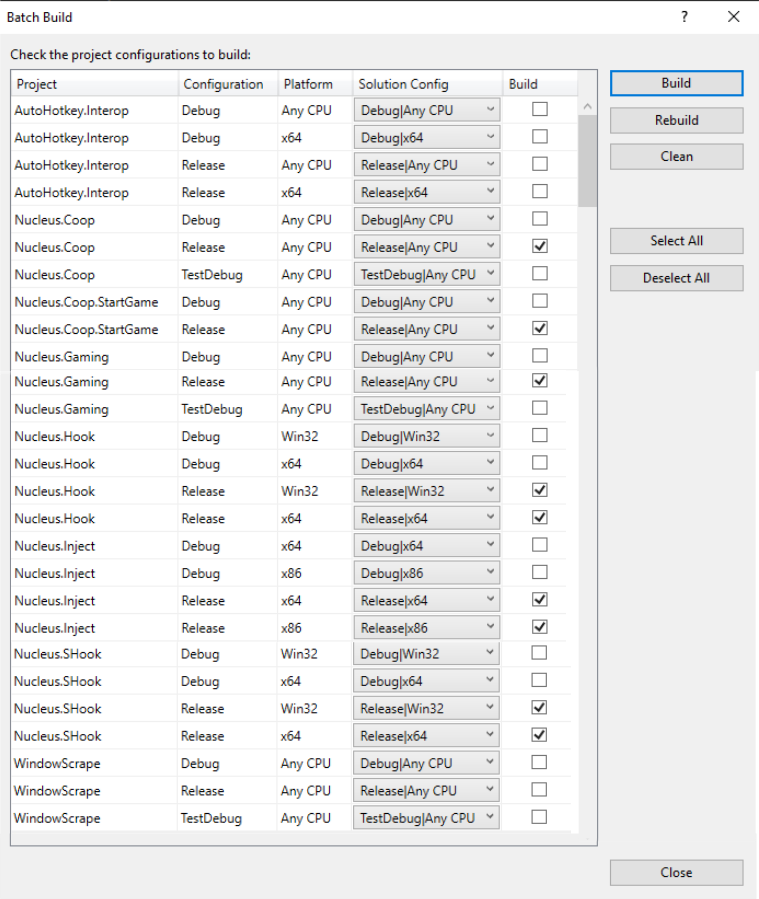 Batch Build ?
Check the project configurations to build:
Project Configuration Platform Solution Config Build
AutoHotkey.Interop Debug Any CPU Debug|Any CPU
AutoHotkey.Interop Debug x64 Debug|x64
AutoHotkey.Interop Release Any CPU Release|Any CPU
AutoHotkey.Interop Release x64 Release|x64
Nucleus.Coop Debug Any CPU Debug|Any CPU
Nucleus.Coop Release Any CPU Release|Any CPU
Nucleus.Coop TestDebug Any CPU TestDebug|Any CPU
Nucleus.Coop.StartGame Debug Any CPU Debug|Any CPU
Nucleus.Coop.StartGame Release Any CPU Release|Any CPU
Nucleus.Gaming Debug Any CPU Debug|Any CPU
Nucleus.Gaming Release Any CPU Release|Any CPU
Nucleus.Gaming TestDebug Any CPU TestDebug|Any CPU
Nucleus.Hook Debug Win32 Debug|Win32
Nucleus.Hook Debug x64 Debug|x64
Nucleus.Hook Release Win32 Release|Win32
Nucleus.Hook Release x64 Release|x64
Nucleus.Inject Debug x64 Debug|x64
Nucleus.Inject Debug x86 Debug|x86
Nucleus.Inject Release x64 Release|x64
Nucleus.Inject Release x86 Release|x86
Nucleus.SHook Debug Win32 Debug|Win32
Nucleus.SHook Debug x64 Debug|x64
Nucleus.SHook Release Win32 Release|Win32
Nucleus.SHook Release x64 Release|x64
WindowScrape Debug Any CPU Debug|Any CPU
WindowScrape Release Any CPU Release|Any CPU
WindowScrape TestDebug Any CPU TestDebug|Any CPU
Build
Rebuild
Clean
Select All
Deselect All
Close